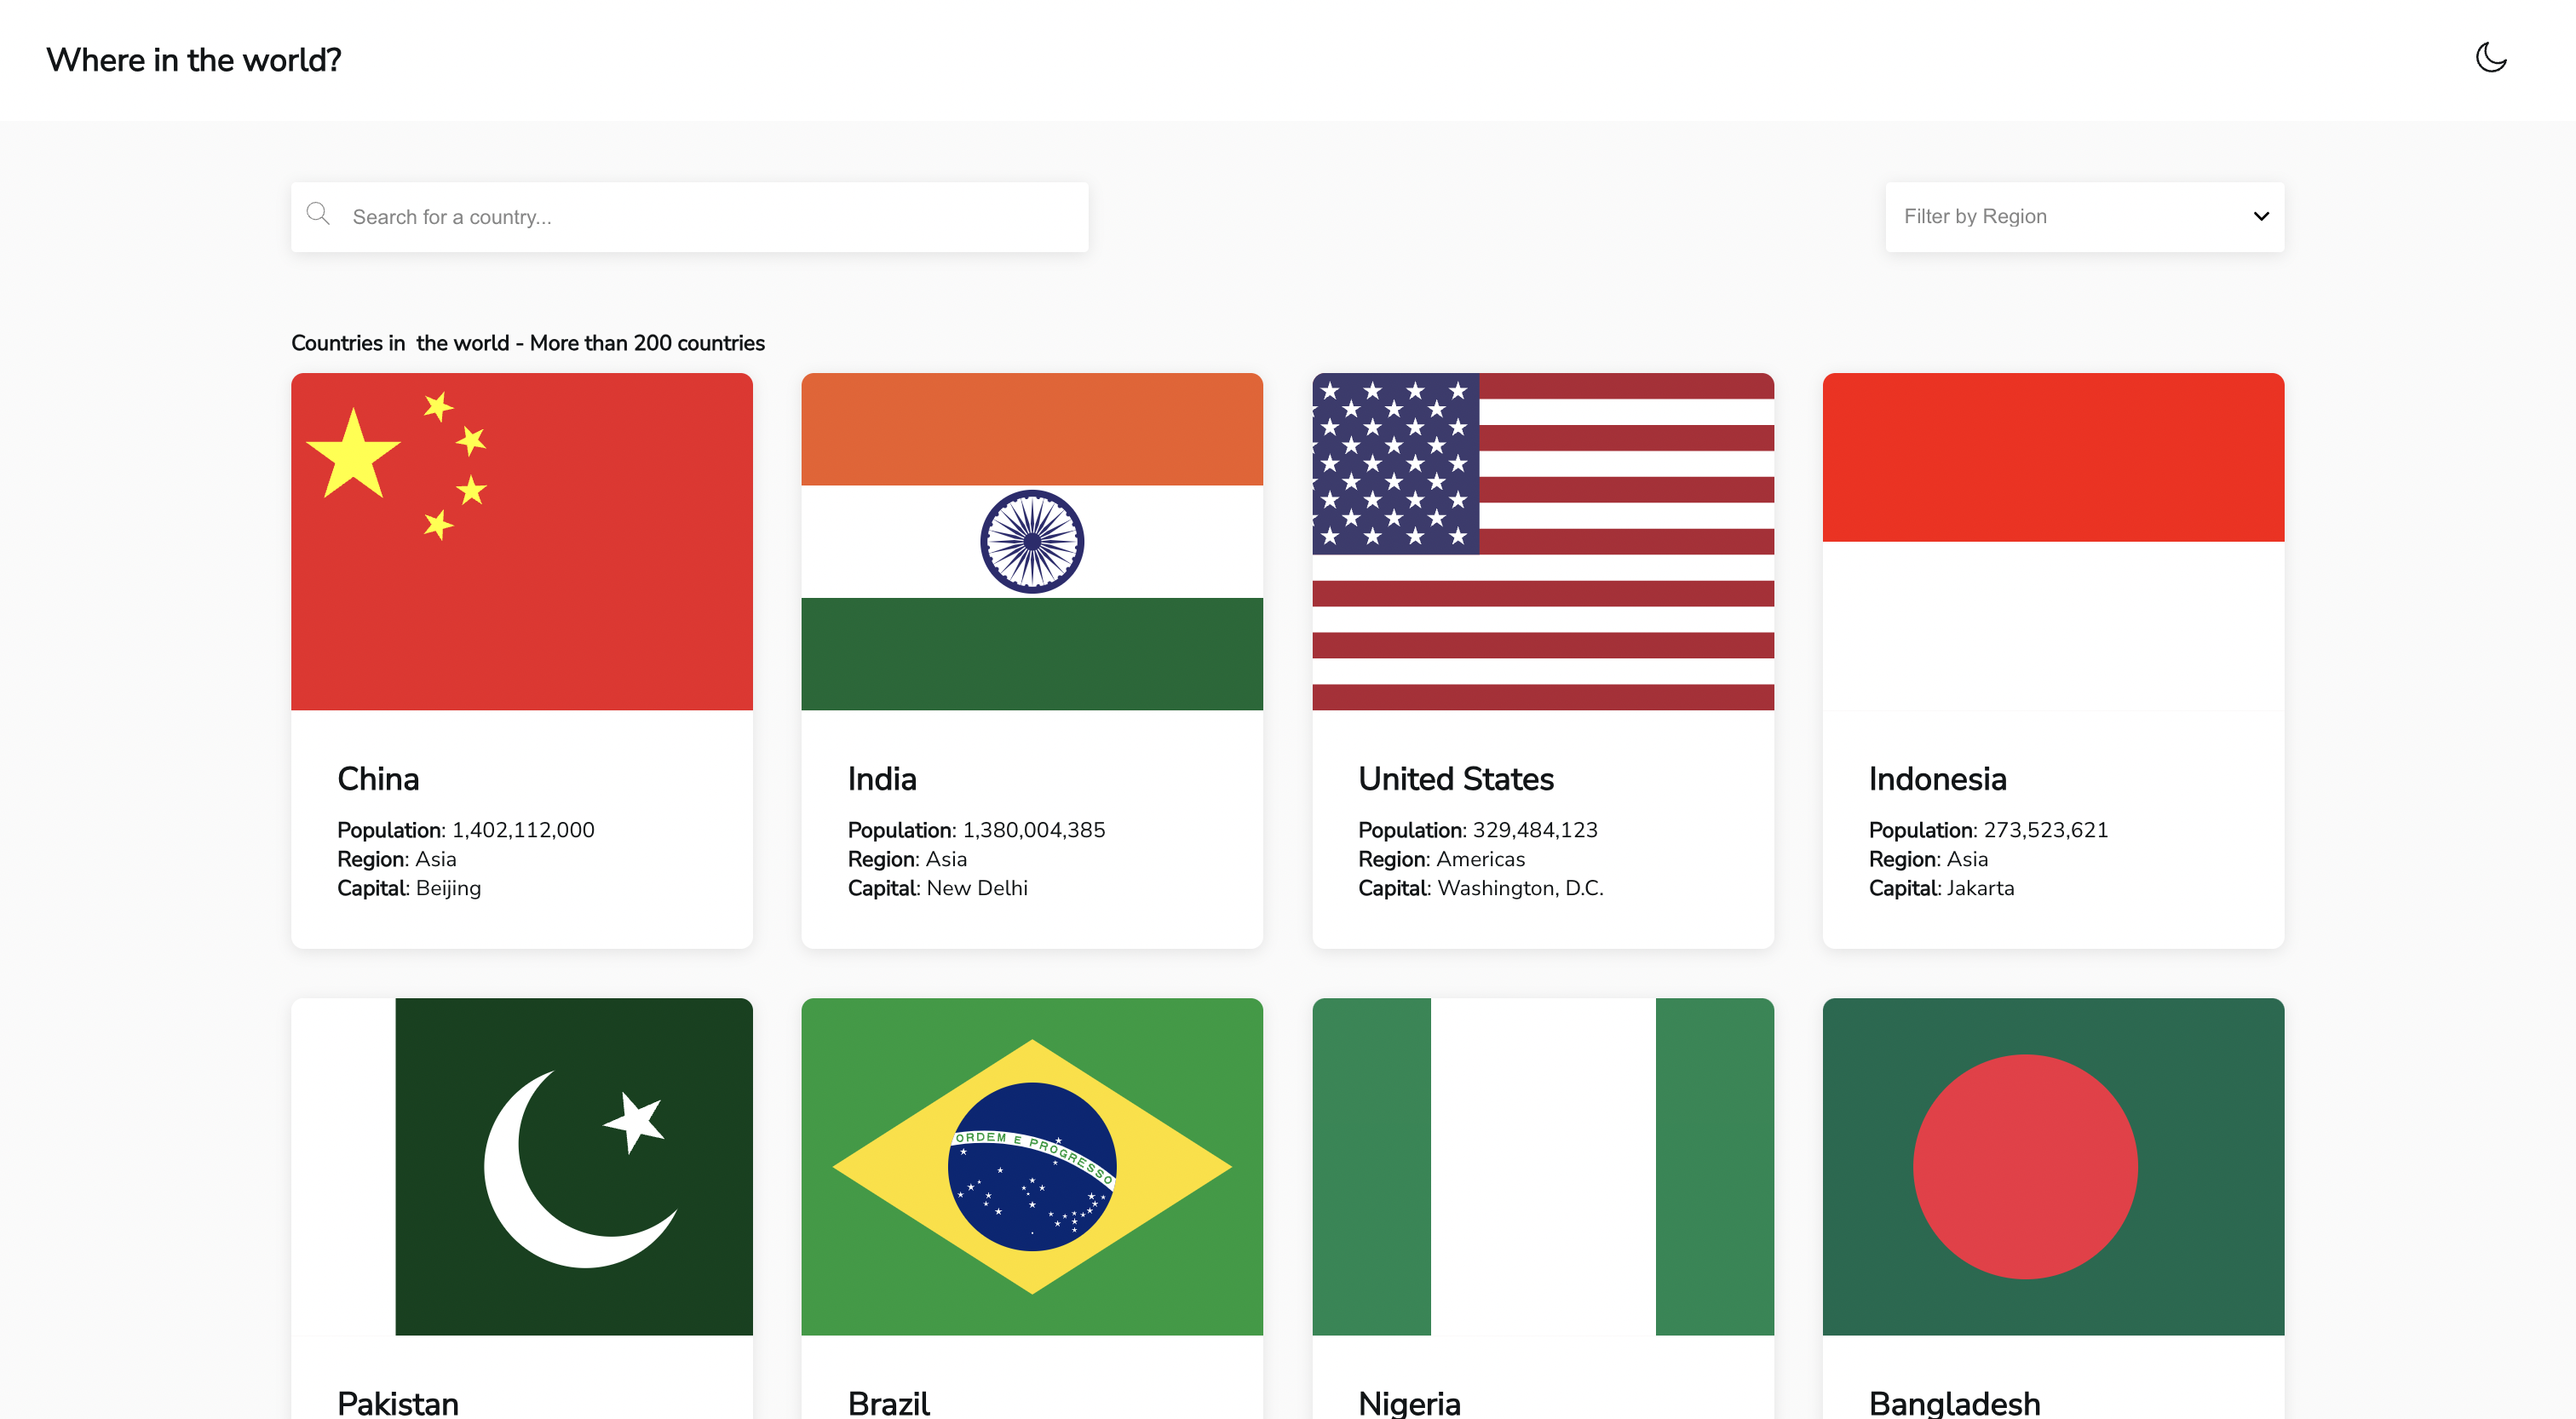 Where in the world?
Search for a country...
Filter by Region
Countries in  the world - More than 200 countries
China
Population: 1,402,112,000
Region: Asia
Capital: Beijing
India
Population: 1,380,004,385
Region: Asia
Capital: New Delhi
United States
Population: 329,484,123
Region: Americas
Capital: Washington, D.C.
Indonesia
Population: 273,523,621
Region: Asia
Capital: Jakarta
ORDEM E PROGRESSO
Pakistan
Brazil
Nigeria
Bangladesh